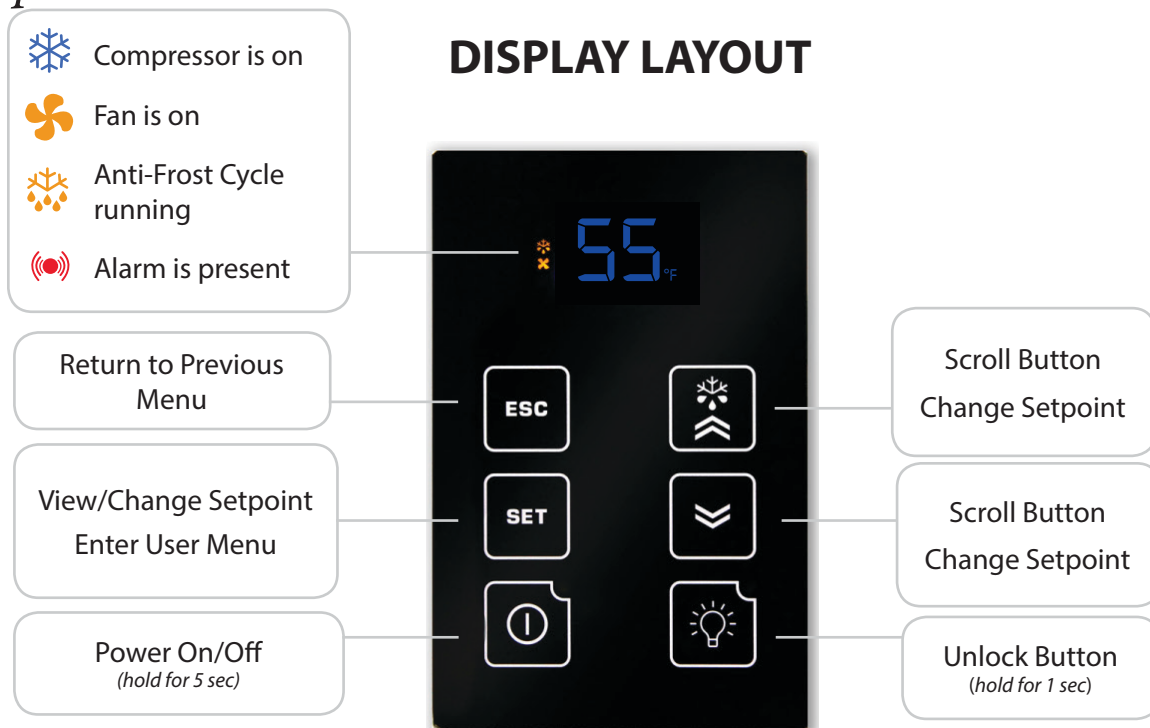 Compressor is on
Fan is on
Anti-Frost Cycle
running
Alarm is present
DISPLAY LAYOUT
55
°F
Return to Previous
Menu
ESC
Scroll Button
Change Setpoint
View/Change Setpoint
Enter User Menu
SET
Scroll Button
Change Setpoint
Power On/Off
(hold for 5 sec)
Unlock Button
(hold for 1 sec)